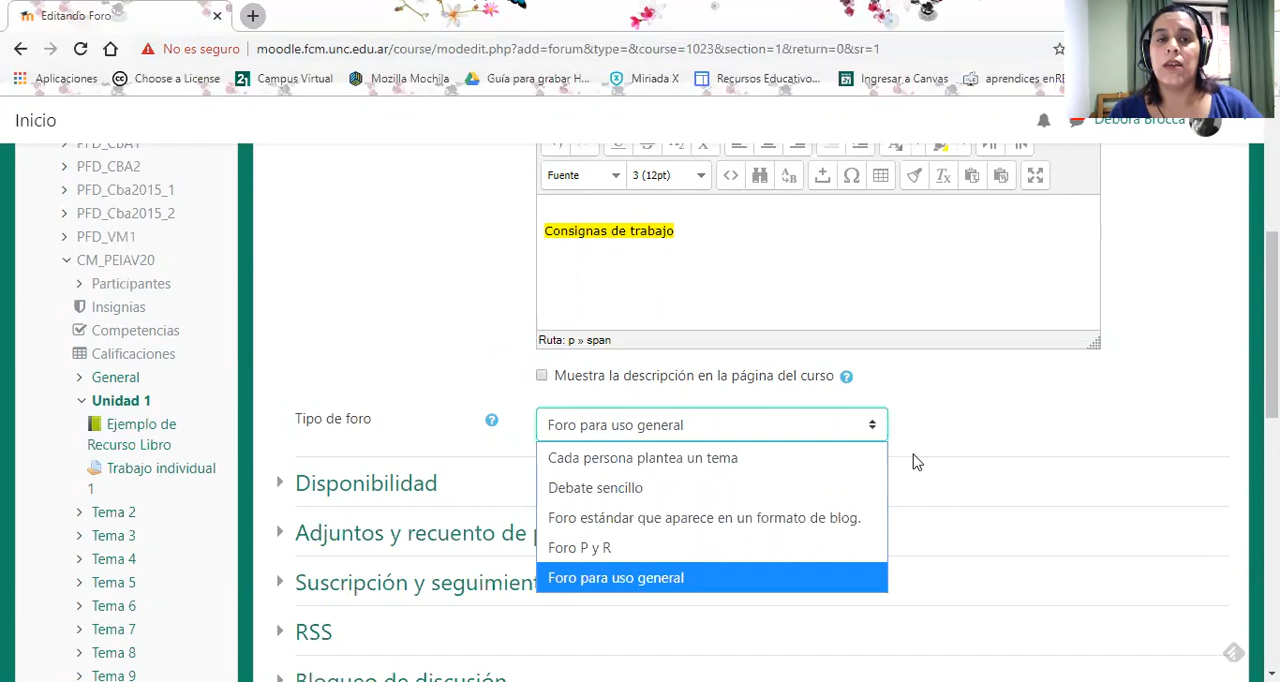 Editando Foro
No es seguro
moodle.fcm.unc.edu.ar/course/modedit.php?add=forum&type=&course=1023&section=1&return=0&sr=1
Aplicaciones
Choose a License
Campus Virtual
Mozilla Mochila
Guía para grabar H...
Miriada X
Recursos Educativo...
Ingresar a Canvas
aprendices enRE
Inicio
Debora Brocca
PFD_CBA1
PFD_CBA2
PFD_Cba2015_1
PFD_Cba2015_2
PFD_VM1
CM_PEIAV20
Participantes
Insignias
Competencias
Calificaciones
General
Unidad 1
Ejemplo de
Recurso Libro
Trabajo individual
1
Tema 2
Tema 3
Tema 4
Tema 5
Tema 6
Tema 7
Tema 8
Tema 9
Fuente
3 (12pt)
Consignas de trabajo
Ruta: p » span
Muestra la descripción en la página del curso
Tipo de foro
Foro para uso general
Cada persona plantea un tema
Debate sencillo
Foro estándar que aparece en un formato de blog.
Foro P y R
Foro para uso general
Disponibilidad
Adjuntos y recuento de
Suscripción y seguimien
RSS
Bloqueo de discusión